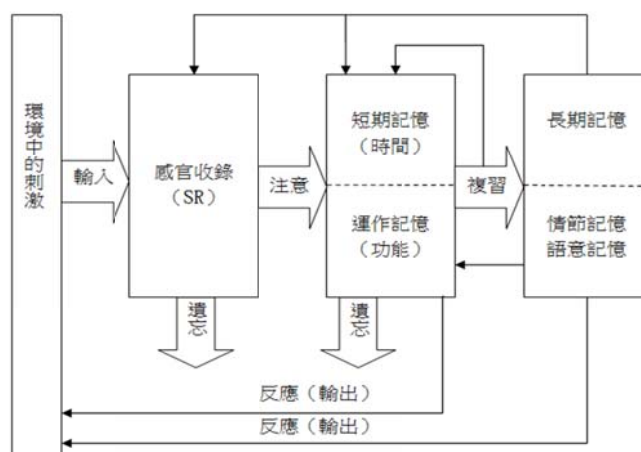 環境中的刺激
輸入
感官收錄
(SR)
注意
短期記憶
(時間)
運作記憶
(功能)
複習
長期記憶
情節記憶
語意記憶
遺忘
遺忘
反應(輸出)
反應(輸出)